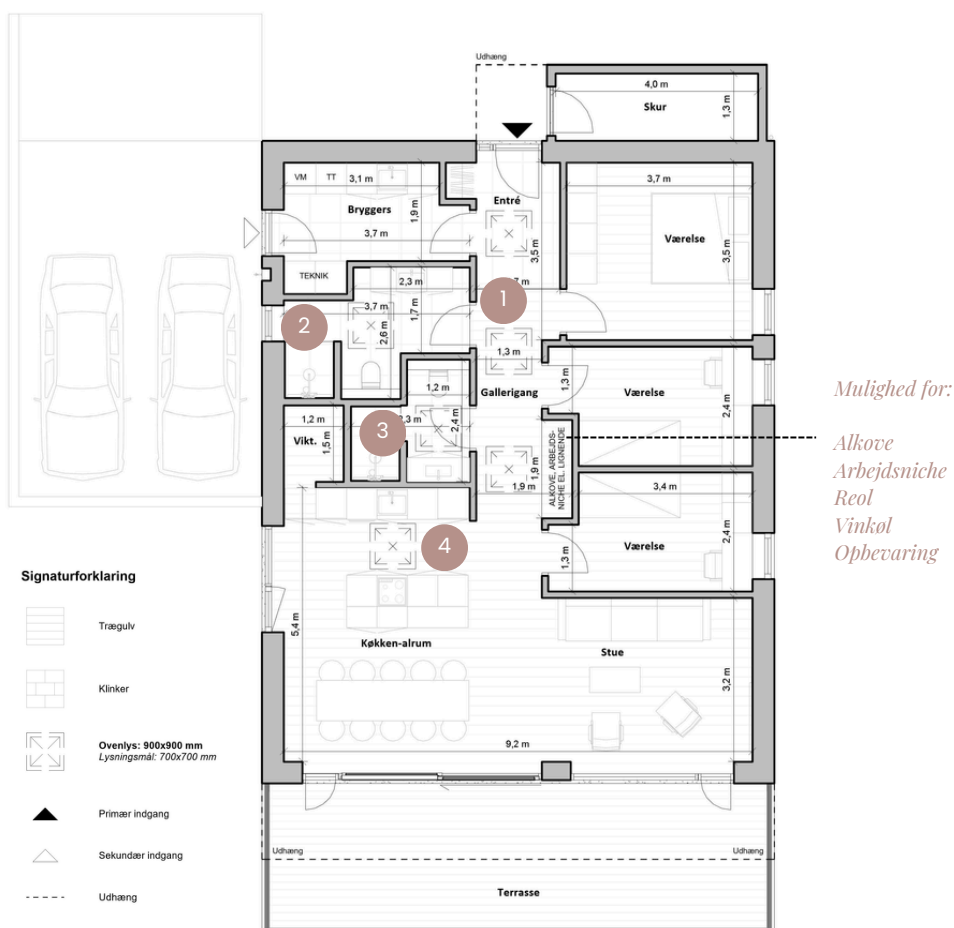 Udhæng
4,0 m
Skur
1,3 m
VM
TT
3,1 m
Bryggers
1,9 m
3,7 m
TEKNIK
Entré
3,5 m
3,7 m
Værelse
3,5 m
2,3 m
1
3,7 m
1,7 m
2
2,6 m
1,3 m
Gallerigang
1,3 m
Værelse
2,4 m
1,2 m
2,4 m
1,2 m
Vikt.
1,5 m
3
1,9 m
1,9 m
ALKOVE, ARBEJDS-
NICHE EL. LIGNENDE
3,4 m
Værelse
2,4 m
1,3 m
4
5,4 m
Køkken-alrum
Stue
3,2 m
9,2 m
Udhæng
Udhæng
Terrasse
Mulighed for:
Alkove
Arbejdsniche
Reol
Vinkøl
Opbevaring
Signaturforklaring
Trægulv
Klinker
Ovenlys: 900x900 mm
Lysningsmål: 700x700 mm
Primær indgang
Sekundær indgang
Udhæng